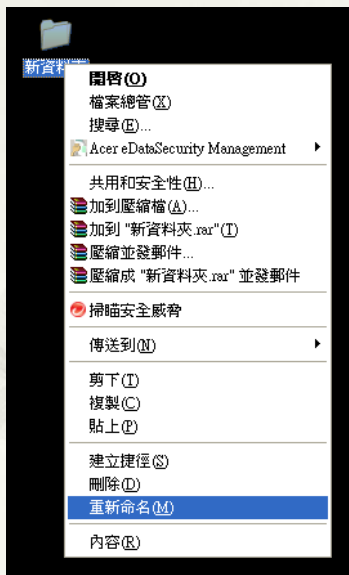 新資料夾
開啟(O)
檔案總管(X)
搜尋(E)...
Acer eDataSecurity Management
共用和安全性(H)...
加到壓縮檔(A)...
加到 "新資料夾.rar"(T)
壓縮並發郵件...
壓縮成 "新資料夾.rar" 並發郵件
掃瞄安全威脅
傳送到(N)
剪下(T)
複製(C)
貼上(P)
建立捷徑(S)
刪除(D)
重新命名(M)
內容(R)